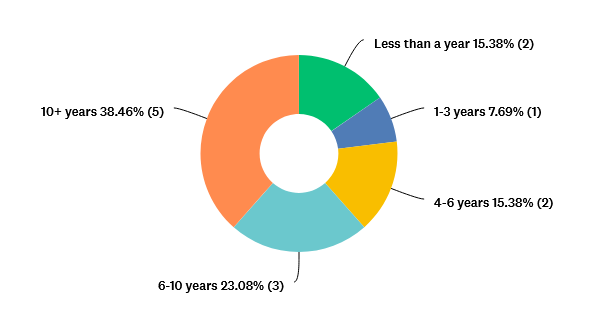 Less than a year 15.38% (2)
10+ years 38.46% (5)
1-3 years 7.69% (1)
4-6 years 15.38% (2)
6-10 years 23.08% (3)